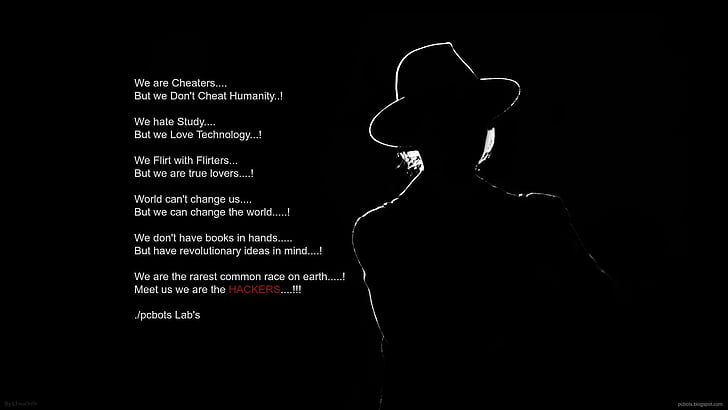 We are Cheaters....
But we Don't Cheat Humanity..!
We hate Study....
But we Love Technology...!
We Flirt with Flirters...
But we are true lovers....!
World can't change us....
But we can change the world.....!
We don't have books in hands.....
But have revolutionary ideas in mind....!
We are the rarest common race on earth.....!
Meet us we are the HACKERS....!!!
./pcbots Lab's
pcbots.blogspot.com